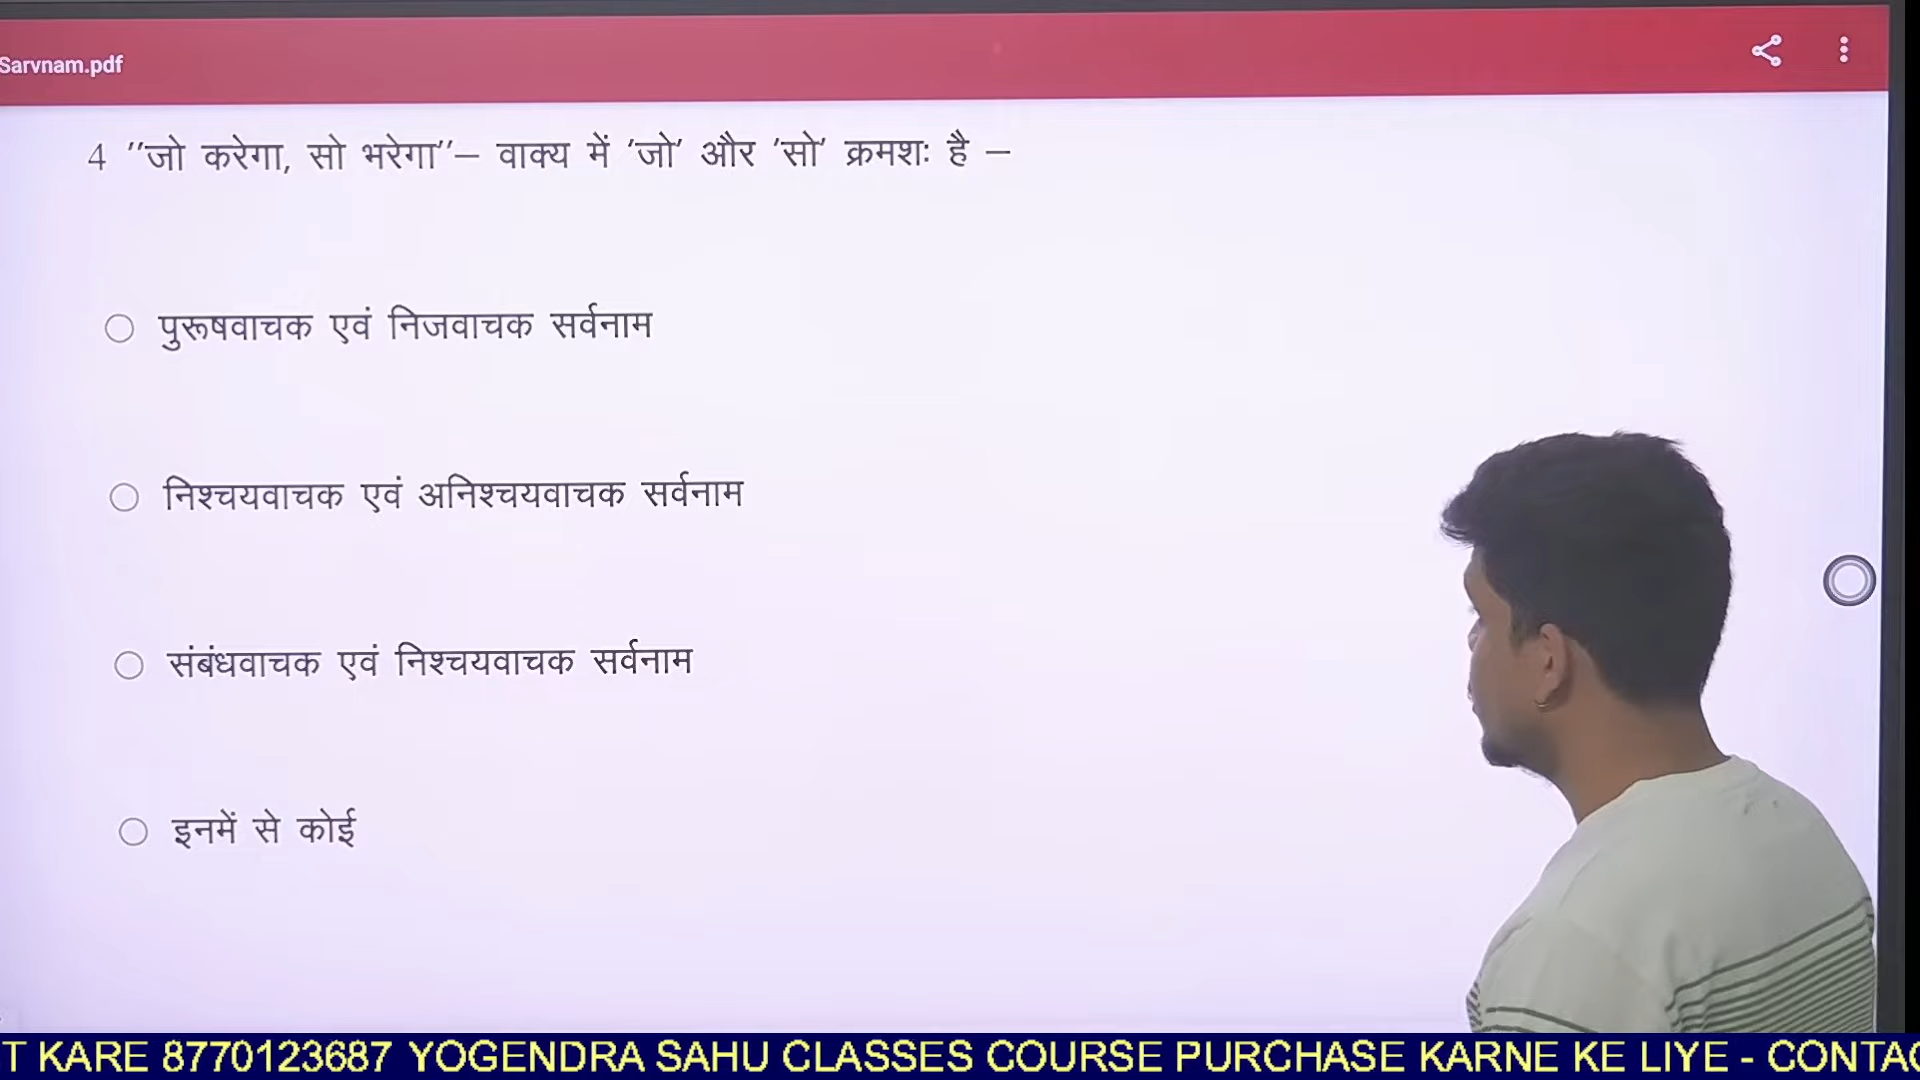 Sarvnam.pdf
4 ’’जो करेगा, सो भरेगा’’– वाक्य में ’जो’ और ’सो’ क्रमशः है –
पुरूषवाचक एवं निजवाचक सर्वनाम
निश्चयवाचक एवं अनिश्चयवाचक सर्वनाम
संबंधवाचक एवं निश्चयवाचक सर्वनाम
इनमें से कोई
T KARE 8770123687 YOGENDRA SAHU CLASSES COURSE PURCHASE KARNE KE LIYE - CONTAC